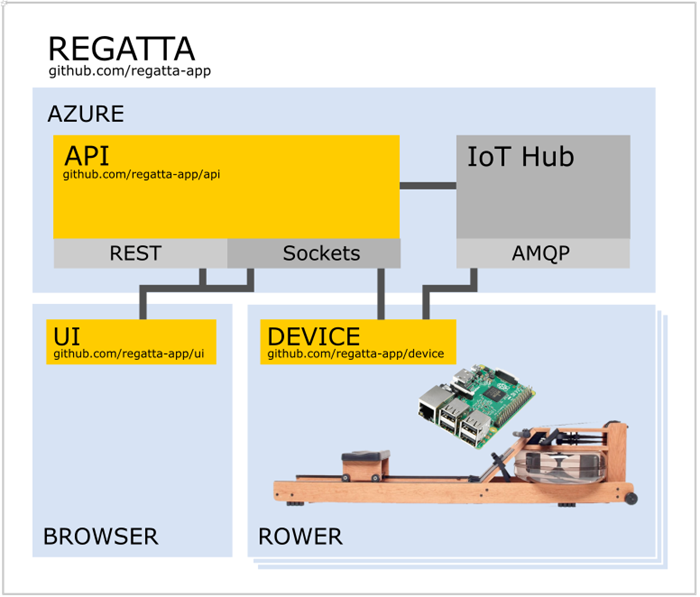 REGATTA
github.com/regatta-app
AZURE
API
github.com/regatta-app/api
IoT Hub
REST
Sockets
AMQP
UI
github.com/regatta-app/ui
DEVICE
github.com/regatta-app/device
BROWSER
ROWER